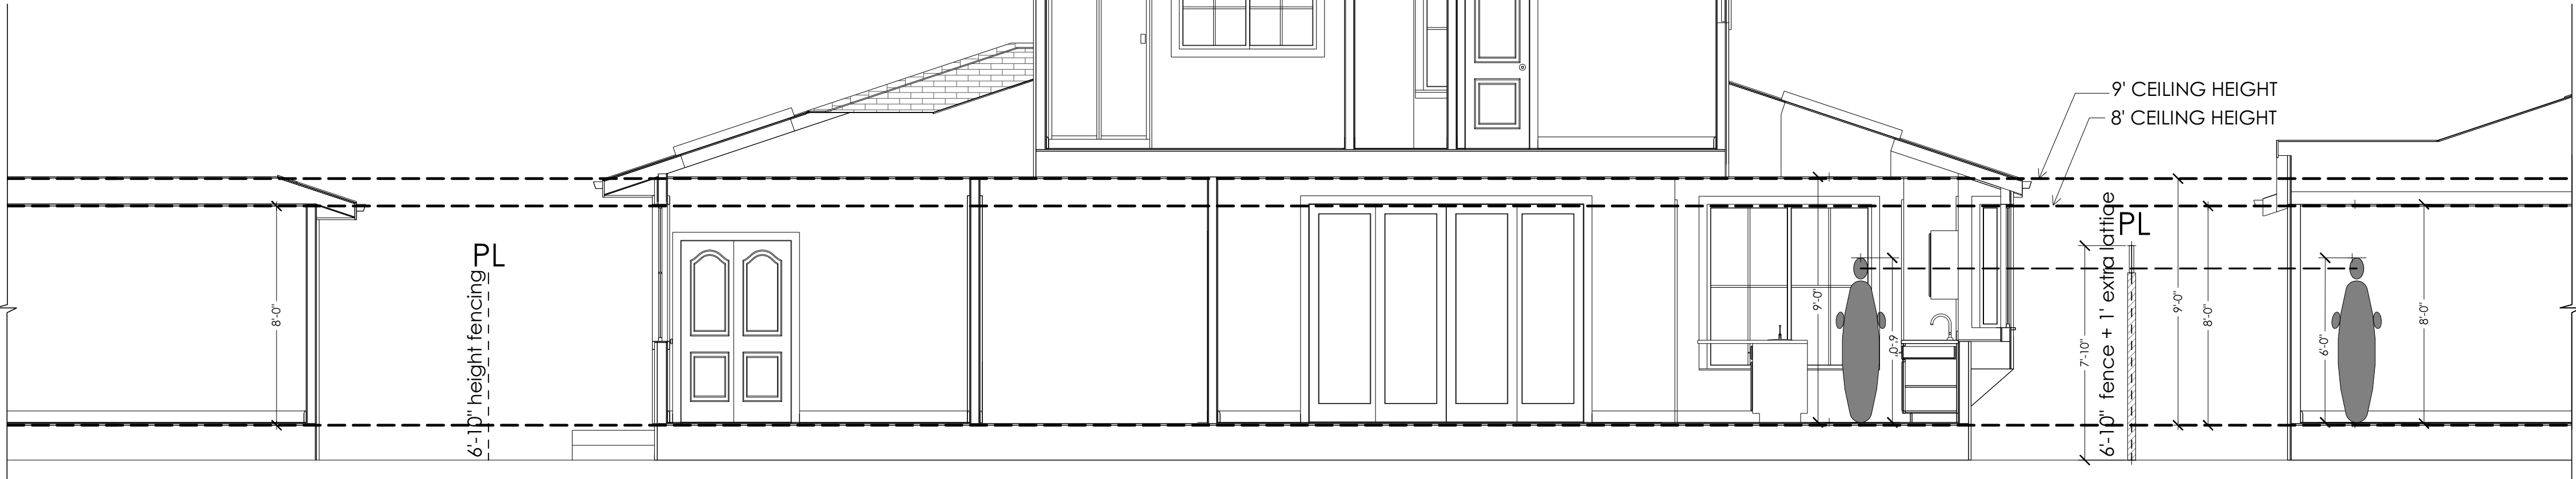 9' CEILING HEIGHT
8' CEILING HEIGHT
8'-0"
PL
6'-10" height fencing
9'-0"
6'-0"
7'-10"
6'-10" fence + 1' extra lattice
PL
9'-0"
8'-0"
6'-0"
8'-0"